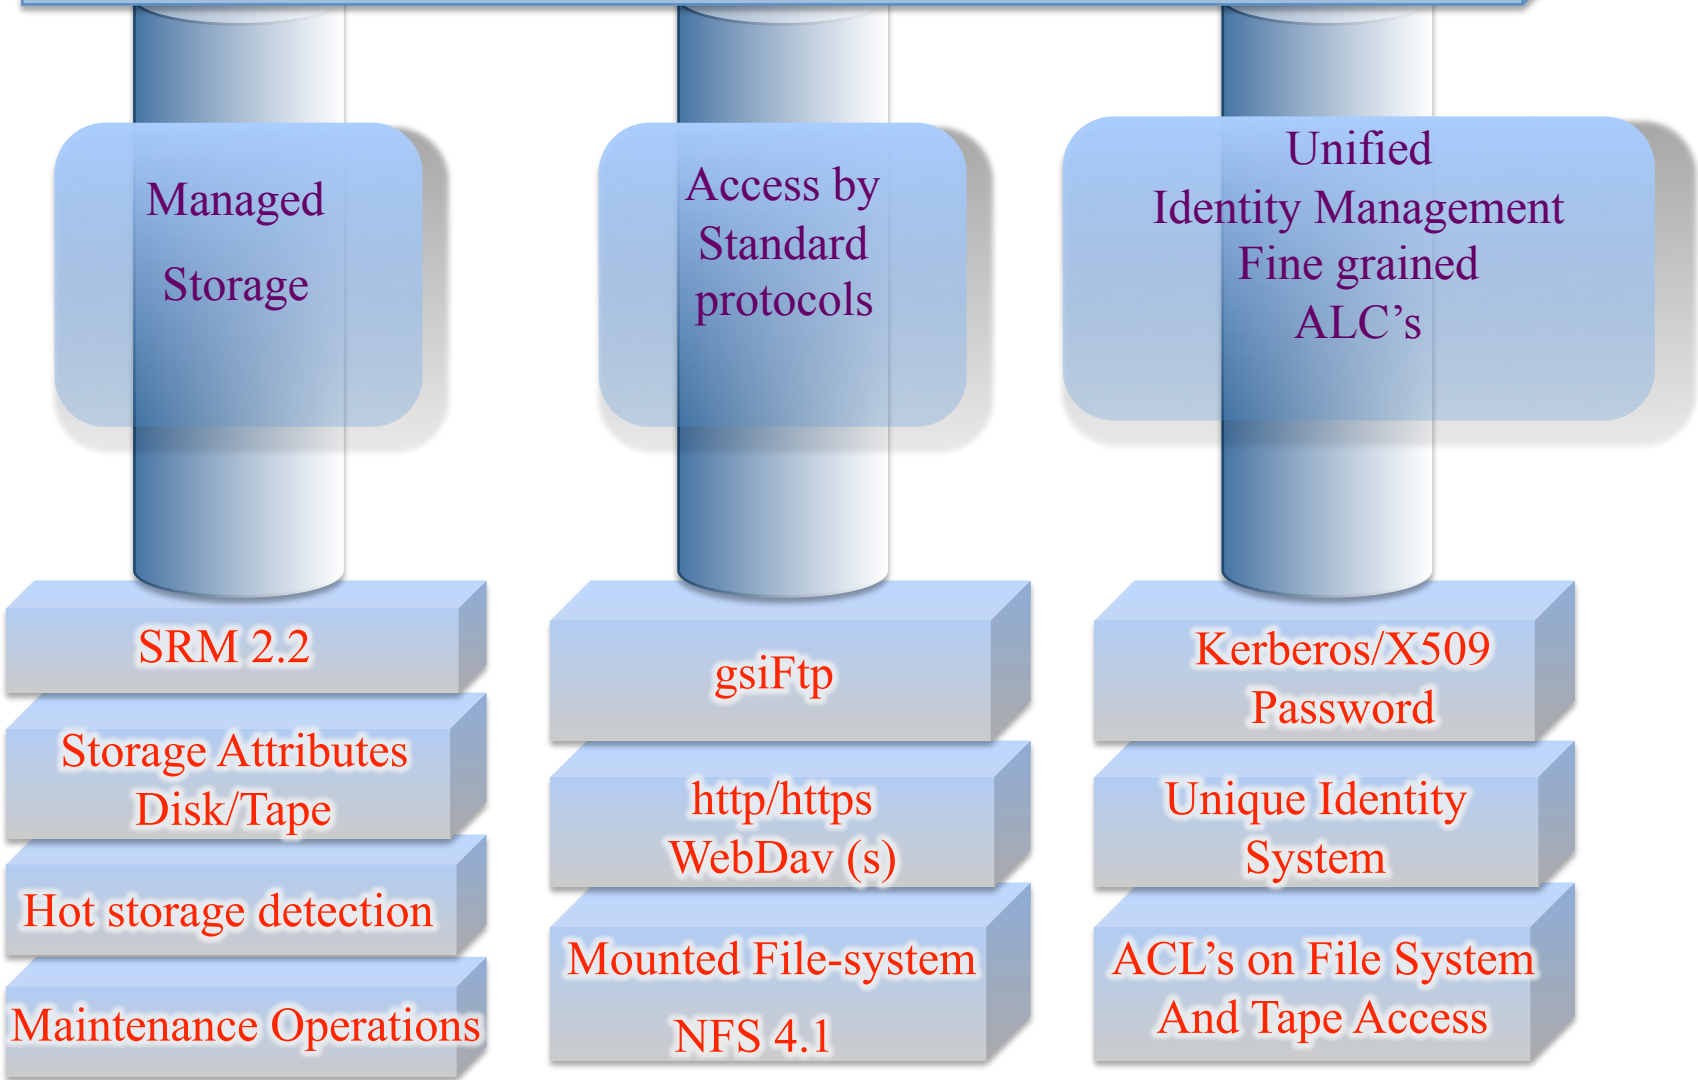 Managed
Storage
Access by
Standard
protocols
Unified
Identity Management
Fine grained
ALC’s
SRM 2.2
Storage Attributes
Disk/Tape
Hot storage detection
Maintenance Operations
gsiFtp
http/https
WebDav (s)
Mounted File-system
NFS 4.1
Kerberos/X509
Password
Unique Identity
System
ACL’s on File System
And Tape Access